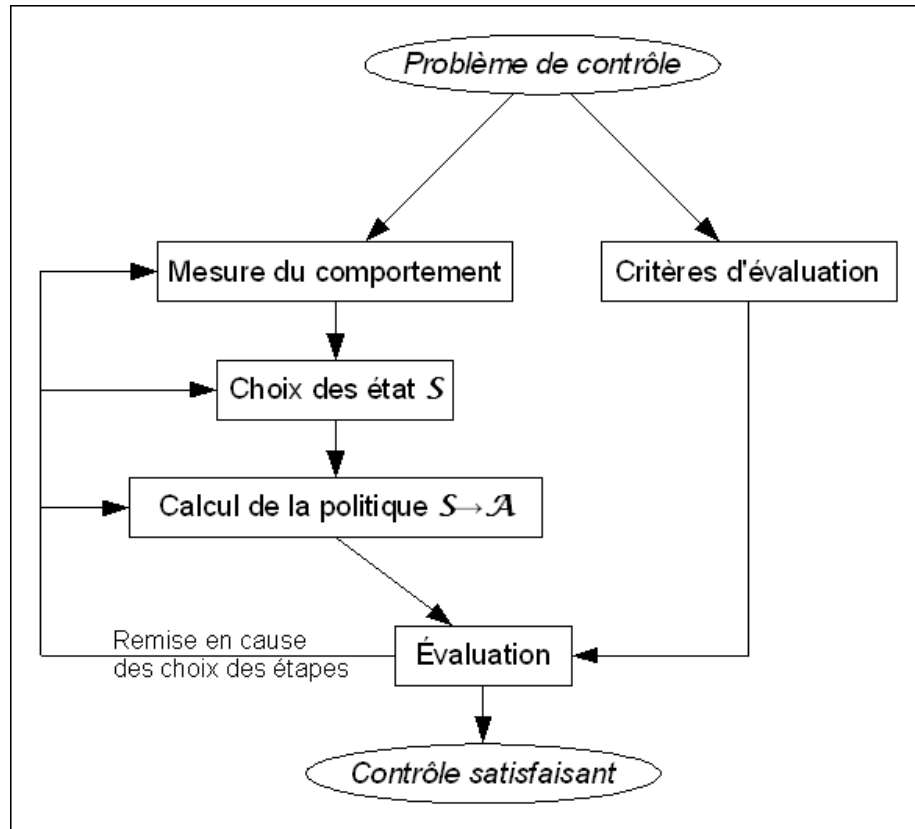 Problème de contrôle
Mesure du comportement
Critères d'évaluation
Choix des état S
Calcul de la politique S→A
Remise en cause
des choix des étapes
Évaluation
Contrôle satisfaisant